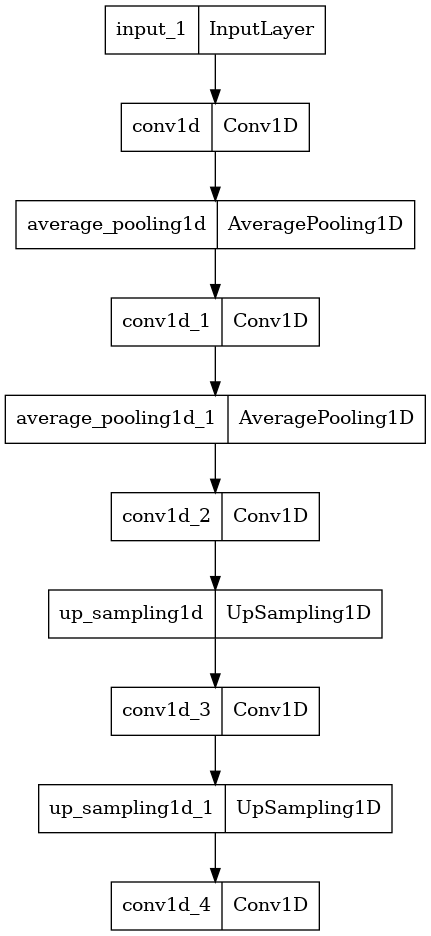 input_1 InputLayer
conv1d Conv1D
average_pooling1d AveragePooling1D
conv1d_1 Conv1D
average_pooling1d_1 AveragePooling1D
conv1d_2 Conv1D
up_sampling1d UpSampling1D
conv1d_3 Conv1D
up_sampling1d_1 UpSampling1D
conv1d_4 Conv1D